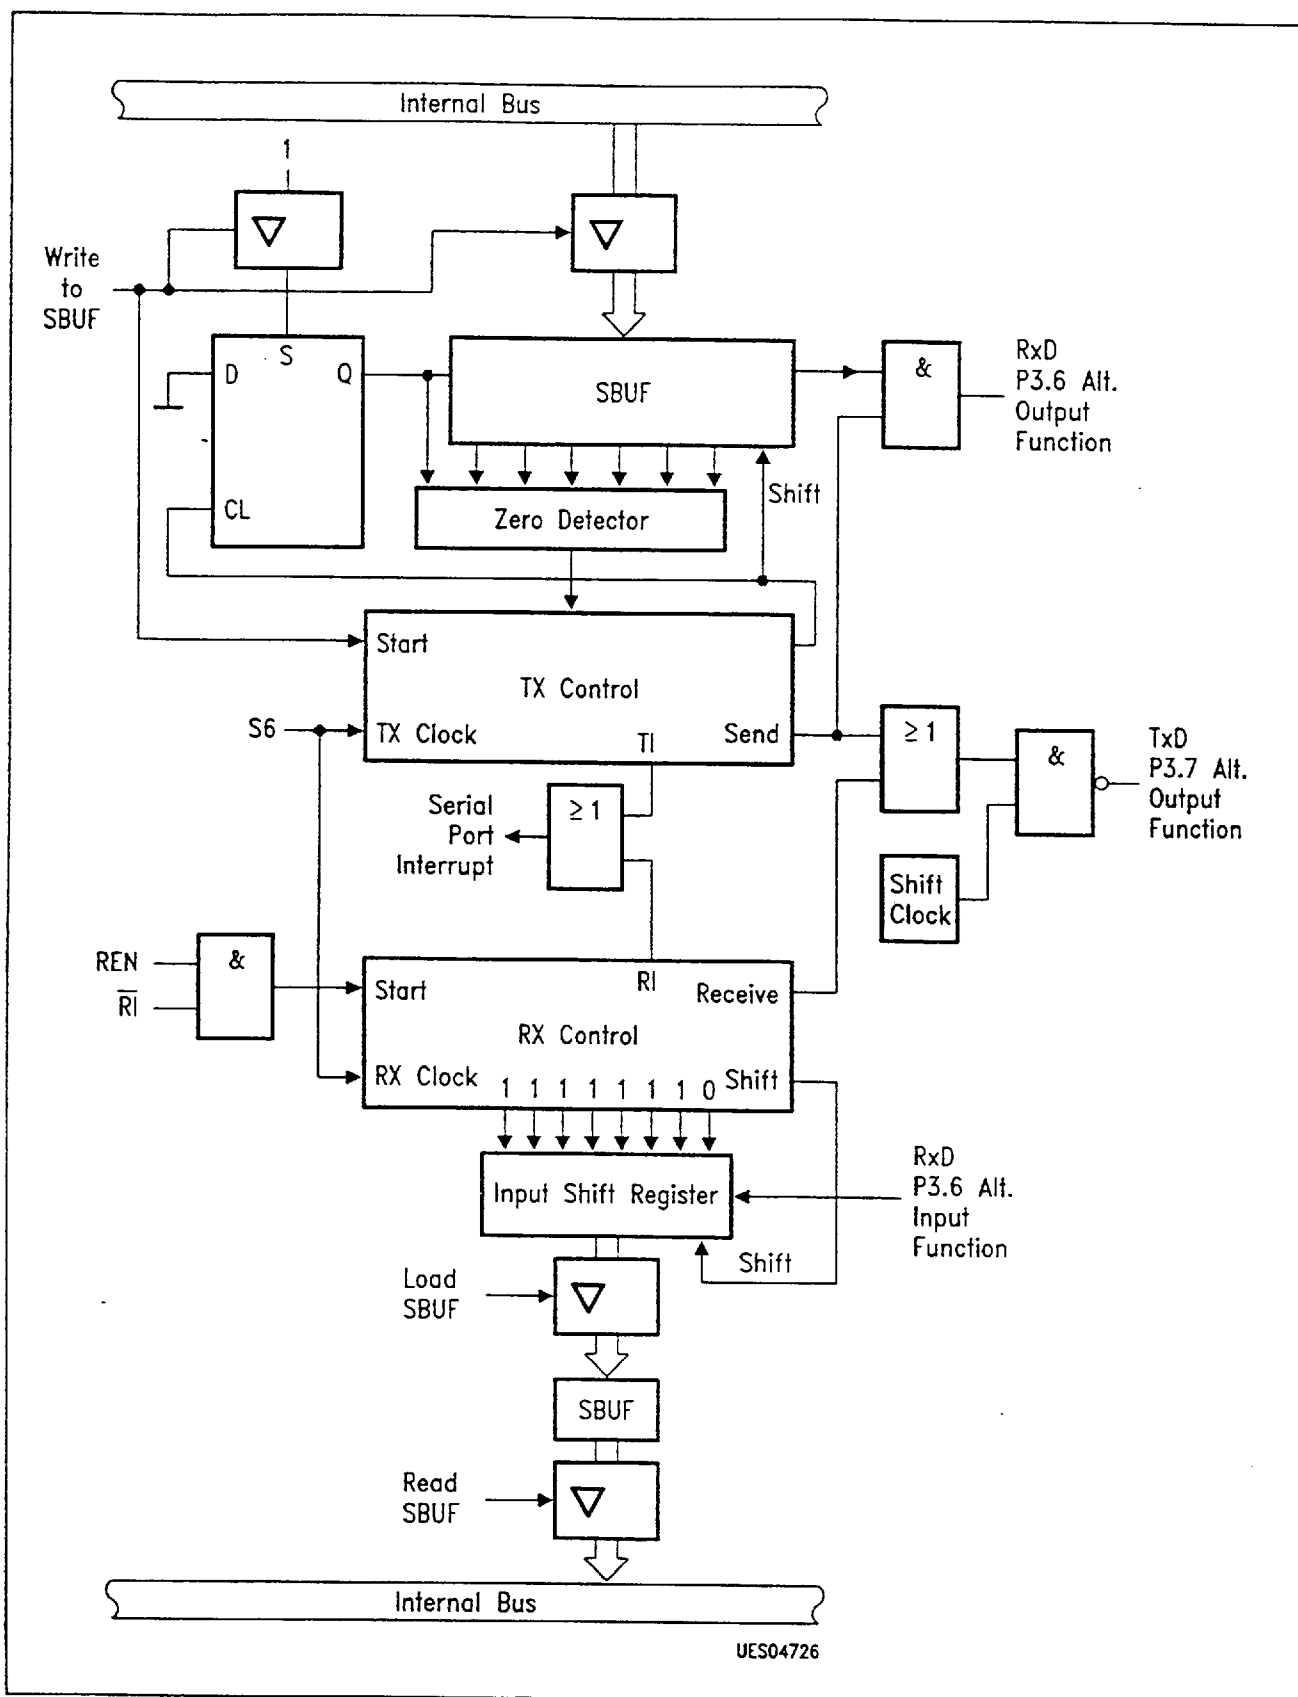 Internal Bus
1
Write
to
SBUF
S
D
Q
CL
SBUF
&
RxD
P3.6 Alt.
Output
Function
Shift
Zero Detector
Start
TX Control
S6
TX Clock
TI
Send
≥1
&
TxD
P3.7 Alt.
Output
Function
Serial
Port
Interrupt
≥1
Shift
Clock
REN
RI
&
Start
RI
Receive
RX Control
RX Clock
Shift
1 1 1 1 1 1 1 0
Input Shift Register
RxD
P3.6 Alt.
Input
Function
Shift
Load
SBUF
SBUF
Read
SBUF
Internal Bus
UES04726